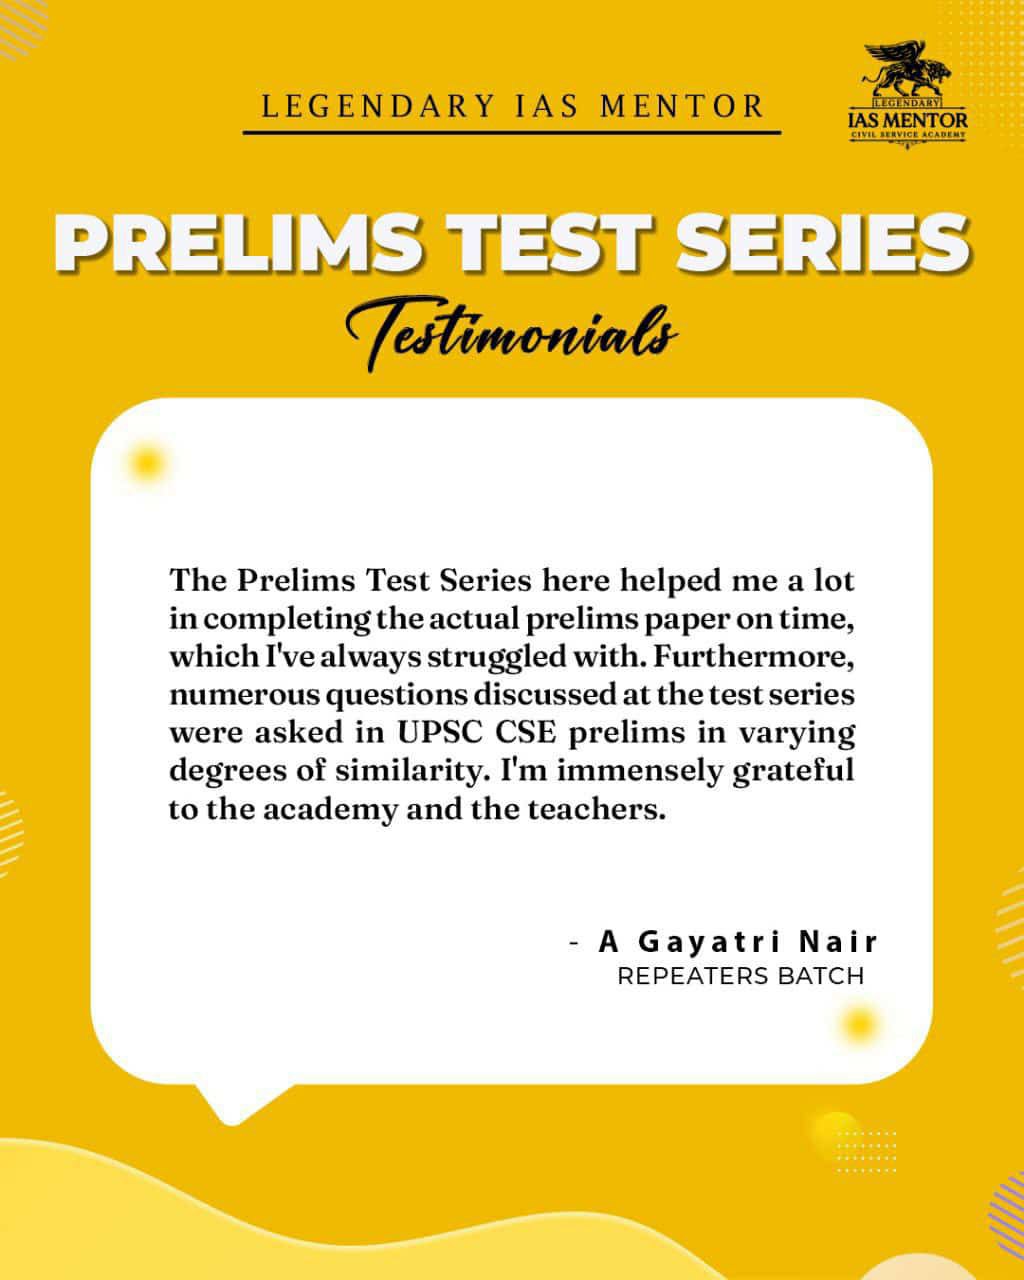 LEGENDARY IAS MENTOR
LEGENDARY
IAS MENTOR
CIVIL SERVICE ACADEMY
PRELIMS TEST SERIES
Testimonials
The Prelims Test Series here helped me a lot
in completing the actual prelims paper on time,
which I've always struggled with. Furthermore,
numerous questions discussed at the test series
were asked in UPSC CSE prelims in varying
degrees of similarity. I'm immensely grateful
to the academy and the teachers.
- A Gayatri Nair
REPEATERS BATCH